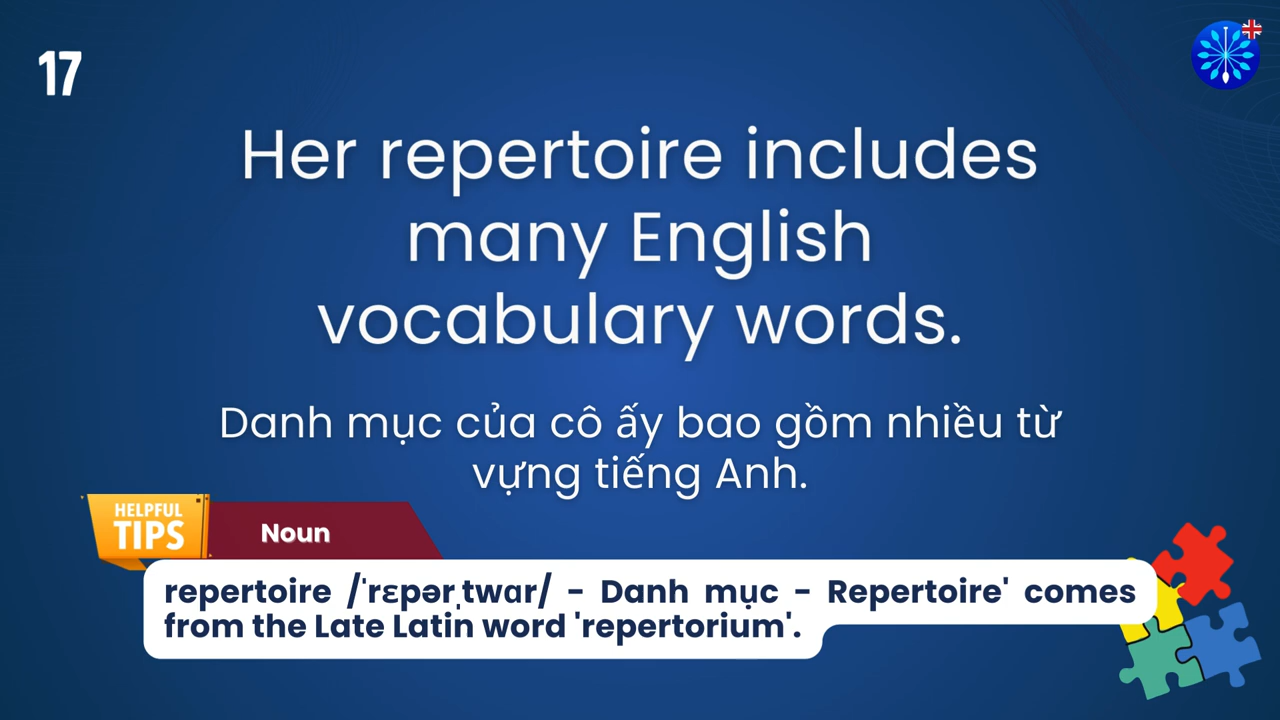 17
Her repertoire includes
many English
vocabulary words.
Danh mục của cô ấy bao gồm nhiều từ
vựng tiếng Anh.
HELPFUL
TIPS
Noun
repertoire /ˈrɛpərˌtwɑr/ - Danh mục - Repertoire' comes
from the Late Latin word 'repertorium'.